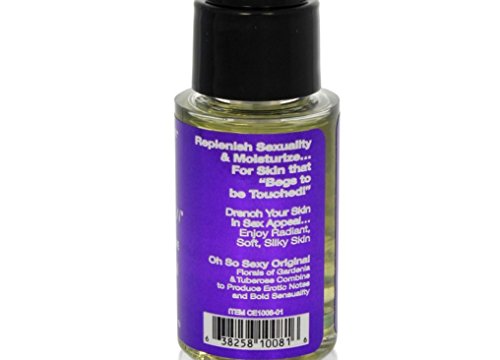 Replenish Sexuality
& Moisturize...
For Skin that
"Begs to
be Touched!"
Drench Your Skin
in Sex Appeal...
Enjoy Radiant,
Soft, Silky Skin
Oh So Sexy Original
Florals of Gardenia
& Tuberose Combine
to Produce Erotic Notes
and Bold Sensuality
ITEM CE1008-01
6 38258 10081 6